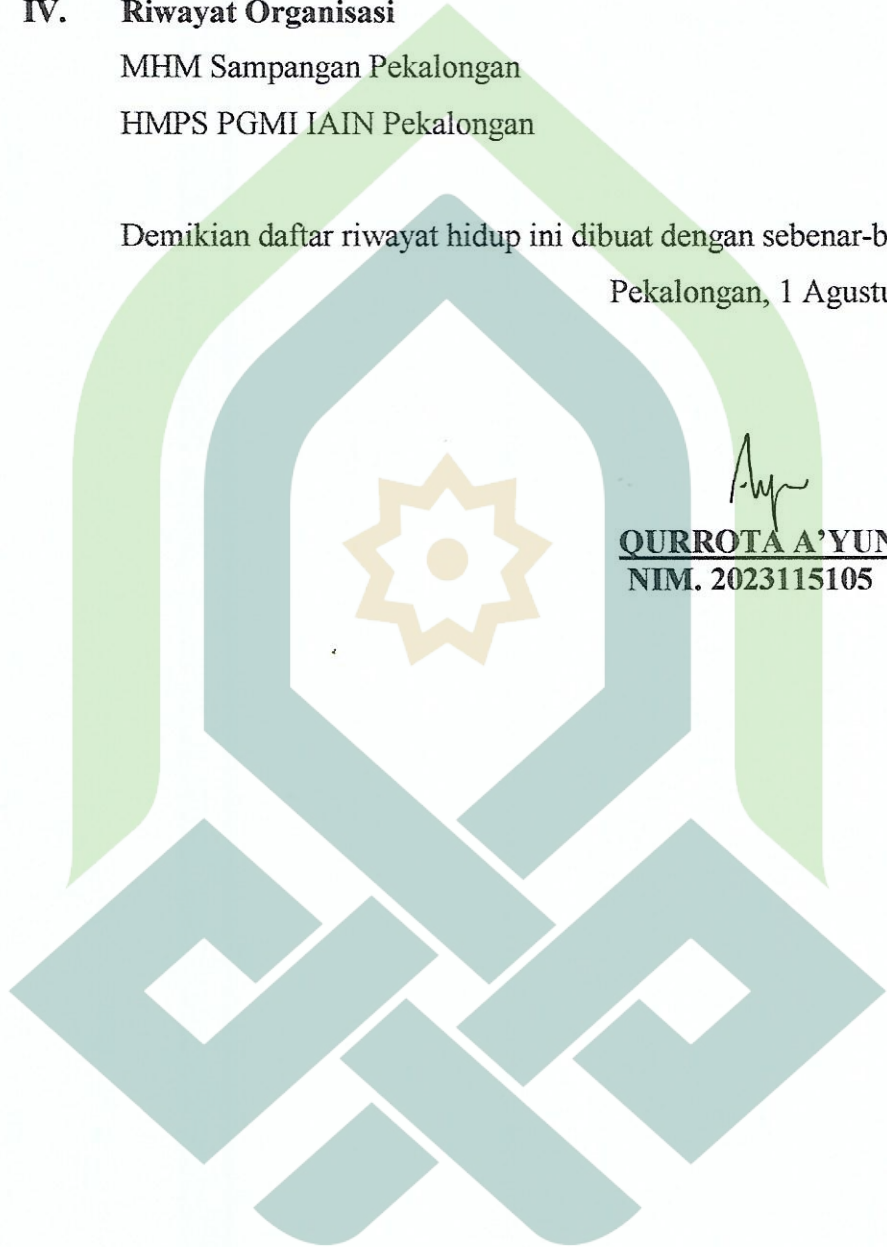 IV. Riwayat Organisasi
MHM Sampangan Pekalongan
HMPS PGMI IAIN Pekalongan
Demikian daftar riwayat hidup ini dibuat dengan sebenar-b
Pekalongan, 1 Agustu
QURROTA A’YUN
NIM. 2023115105